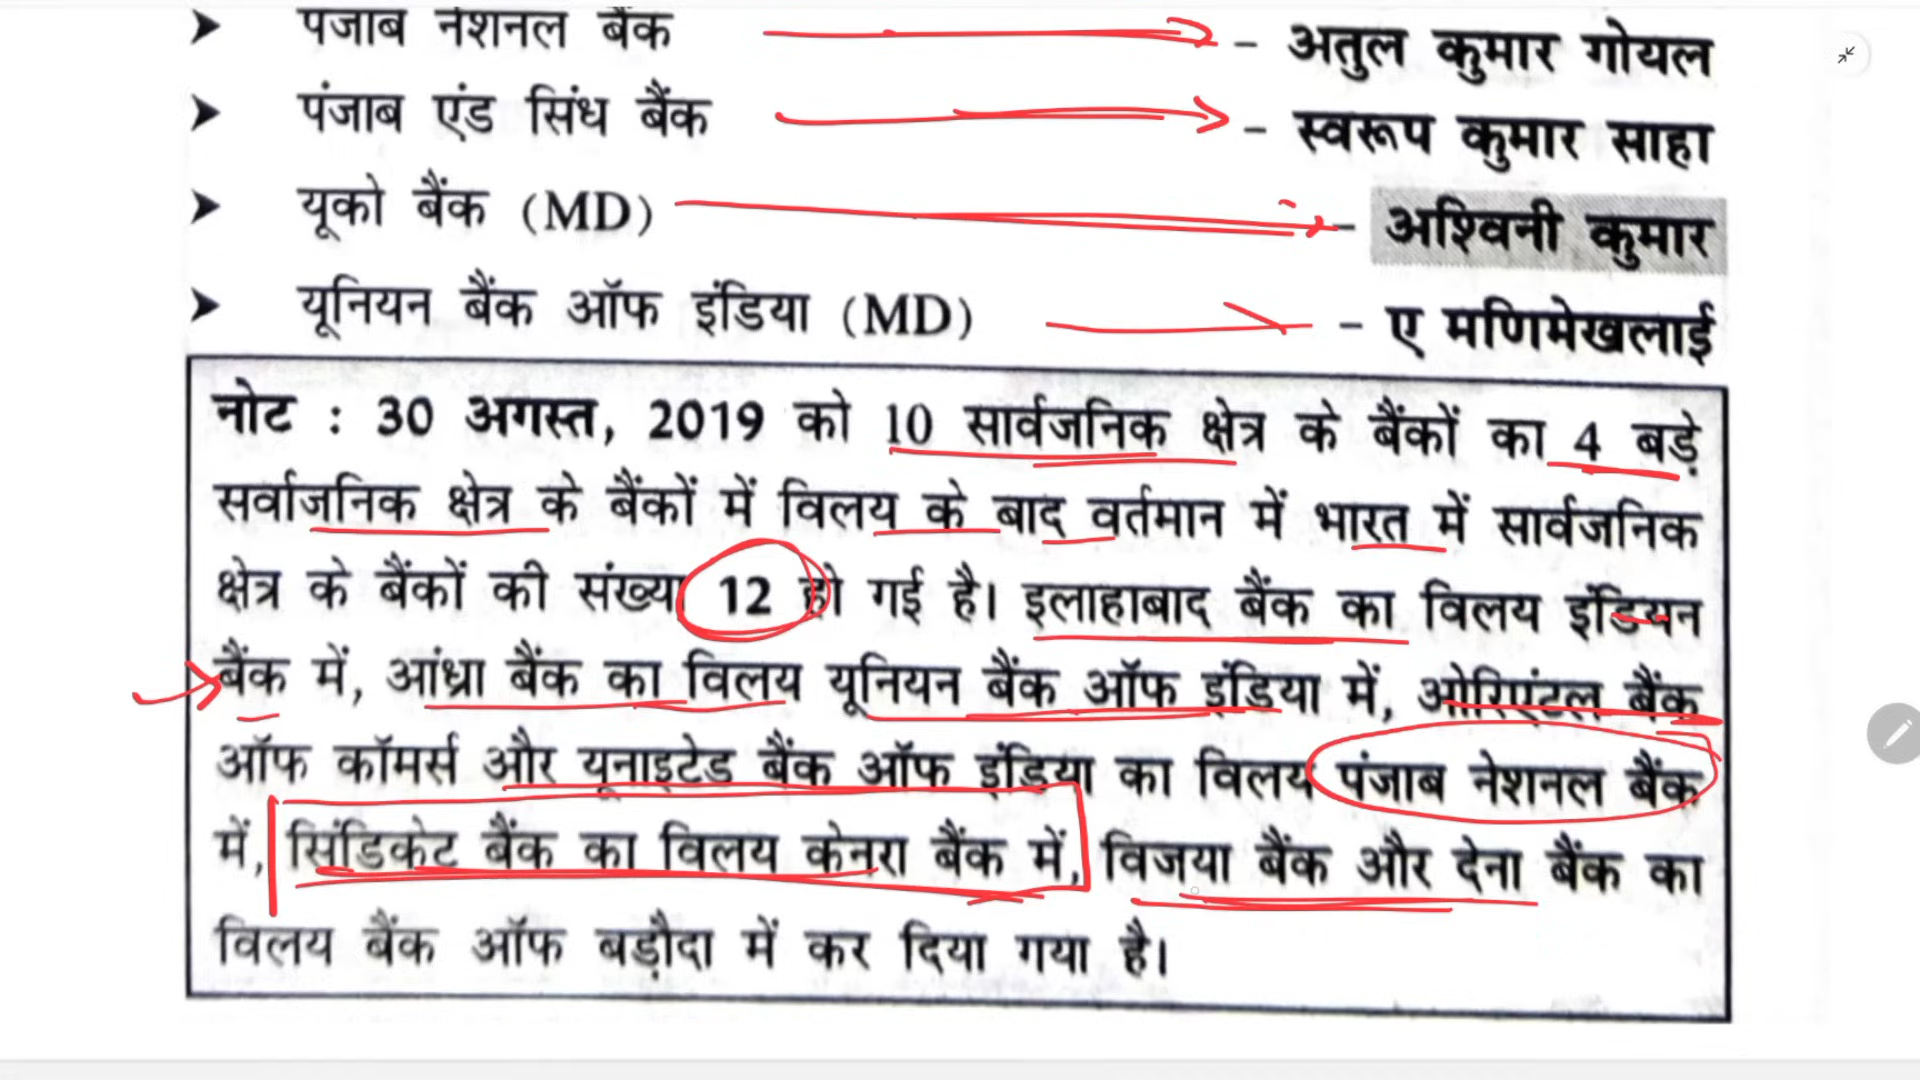 ➤ पंजाब नेशनल बैंक – अतुल कुमार गोयल
➤ पंजाब एंड सिंध बैंक – स्वरूप कुमार साहा
➤ यूको बैंक (MD) – अश्विनी कुमार
➤ यूनियन बैंक ऑफ इंडिया (MD) – ए मणिमेखलाई
नोट : 30 अगस्त, 2019 को 10 सार्वजनिक क्षेत्र के बैंकों का 4 बड़े
सर्वाजनिक क्षेत्र के बैंकों में विलय के बाद वर्तमान में भारत में सार्वजनिक
क्षेत्र के बैंकों की संख्या 12 हो गई है। इलाहाबाद बैंक का विलय इंडियन
बैंक में, आंध्रा बैंक का विलय यूनियन बैंक ऑफ इंडिया में, ओरिएंटल बैंक
ऑफ कॉमर्स और यूनाइटेड बैंक ऑफ इंडिया का विलय पंजाब नेशनल बैंक
में, सिंडिकेट बैंक का विलय केनरा बैंक में, विजया बैंक और देना बैंक का
विलय बैंक ऑफ बड़ौदा में कर दिया गया है।